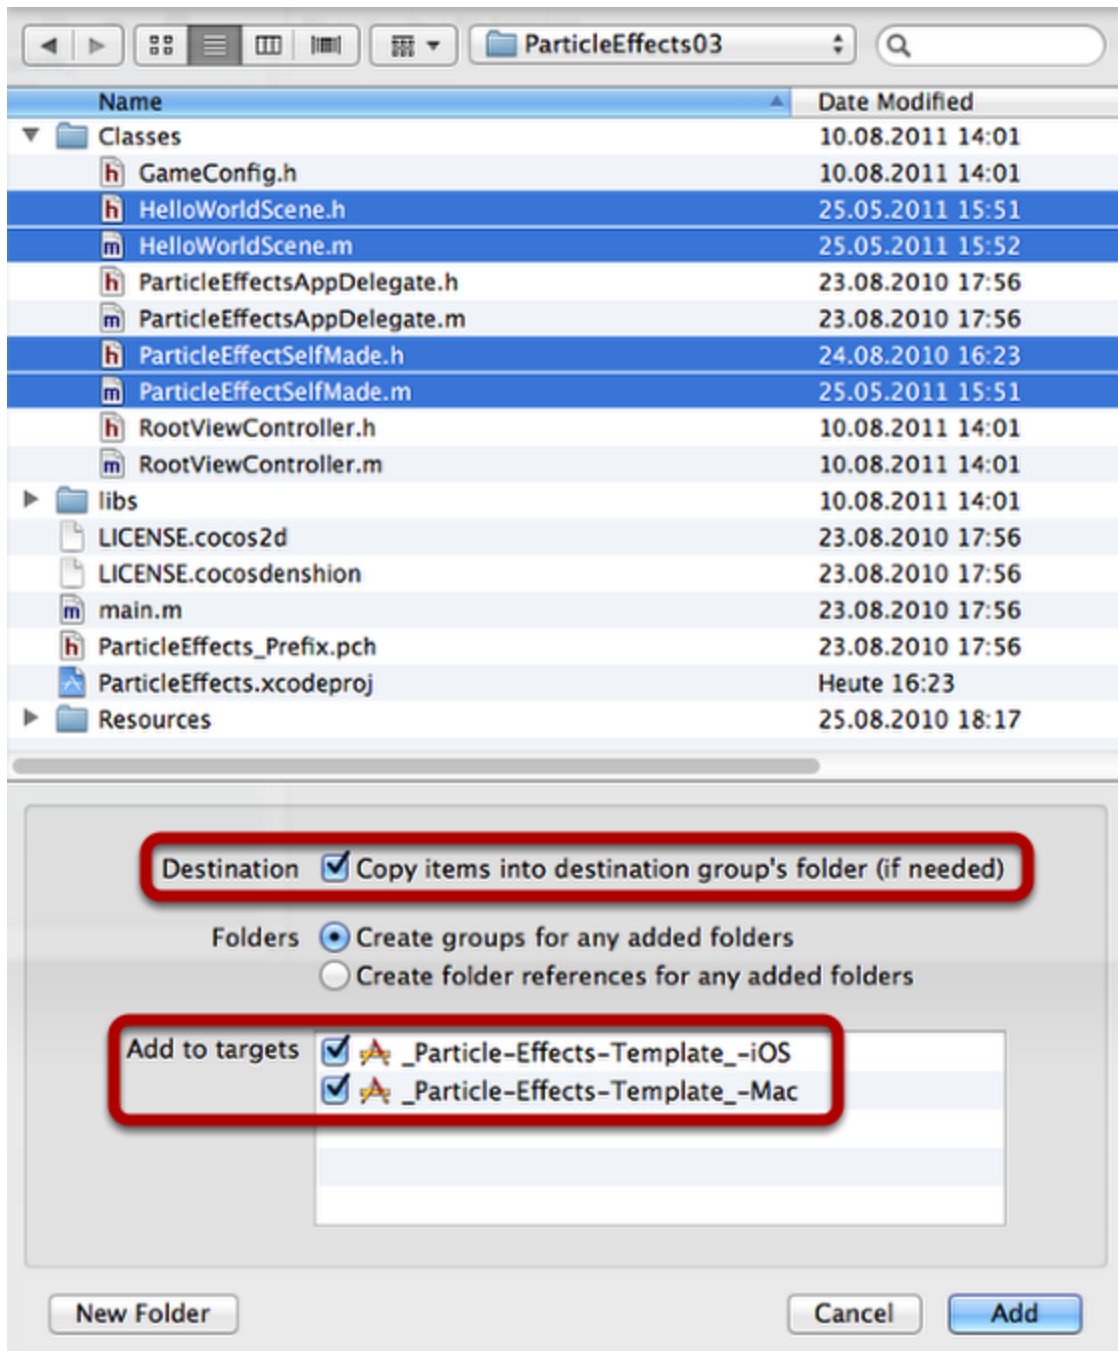 ParticleEffects03
Name Date Modified
Classes 10.08.2011 14:01
h GameConfig.h 10.08.2011 14:01
h HelloWorldScene.h 25.05.2011 15:51
m HelloWorldScene.m 25.05.2011 15:52
h ParticleEffectsAppDelegate.h 23.08.2010 17:56
m ParticleEffectsAppDelegate.m 23.08.2010 17:56
h ParticleEffectSelfMade.h 24.08.2010 16:23
m ParticleEffectSelfMade.m 25.05.2011 15:51
h RootViewController.h 10.08.2011 14:01
m RootViewController.m 10.08.2011 14:01
libs 10.08.2011 14:01
LICENSE.cocos2d 23.08.2010 17:56
LICENSE.cocosdenshion 23.08.2010 17:56
m main.m 23.08.2010 17:56
h ParticleEffects_Prefix.pch 23.08.2010 17:56
ParticleEffects.xcodeproj Heute 16:23
Resources 25.08.2010 18:17
Destination Copy items into destination group's folder (if needed)
Folders Create groups for any added folders
Create folder references for any added folders
Add to targets _Particle-Effects-Template_-iOS
_Particle-Effects-Template_-Mac
New Folder Cancel Add